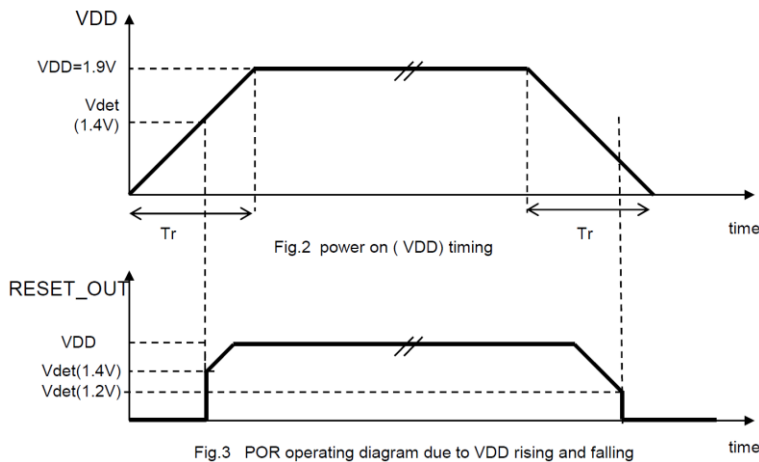 VDD
VDD=1.9V
Vdet
(1.4V)
Tr
Tr
time
Fig.2 power on ( VDD) timing
RESET_OUT
VDD
Vdet(1.4V)
Vdet(1.2V)
time
Fig.3 POR operating diagram due to VDD rising and falling